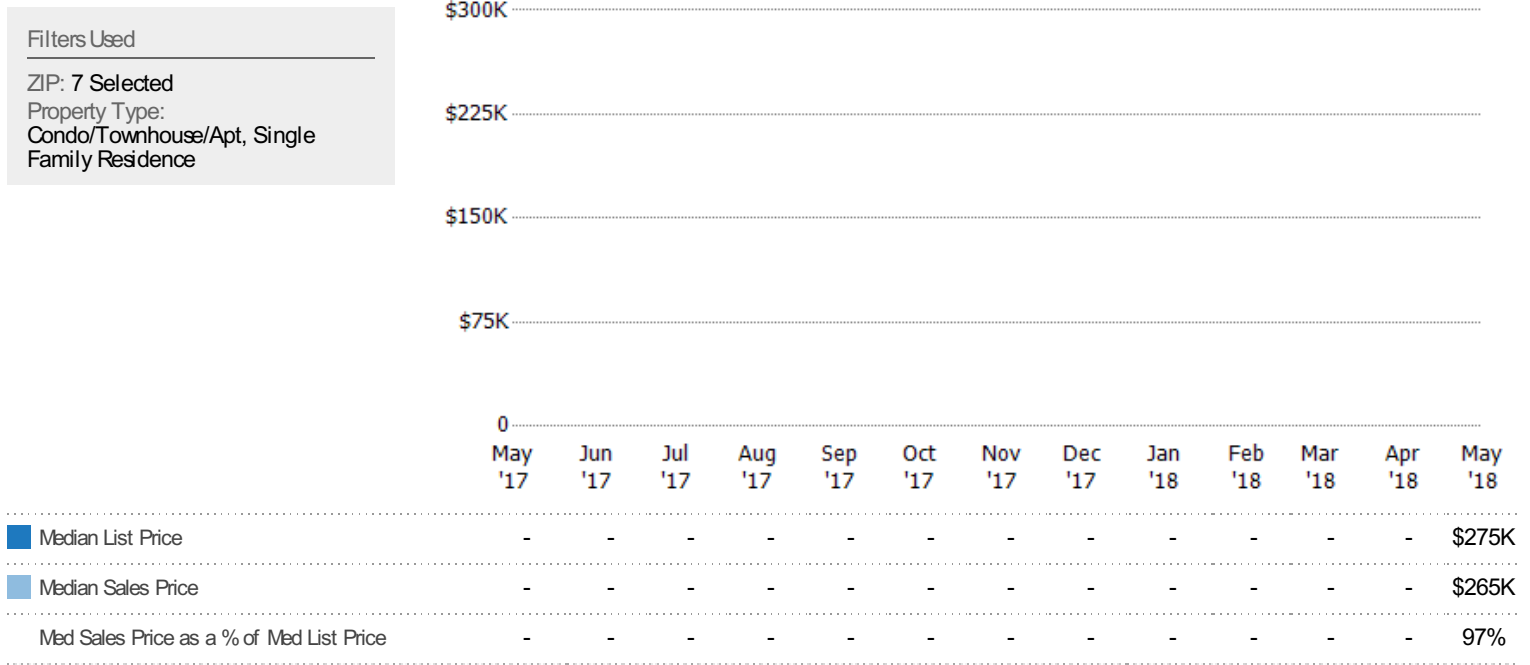 Filters Used
ZIP: 7 Selected
Property Type:
Condo/Townhouse/Apt, Single
Family Residence
$300K
$225K
$150K
$75K
0
May Jun Jul Aug Sep Oct Nov Dec Jan Feb Mar Apr May
'17 '17 '17 '17 '17 '17 '17 '17 '18 '18 '18 '18 '18
Median List Price - - - - - - - - - - - - $275K
Median Sales Price - - - - - - - - - - - - $265K
Med Sales Price as a % of Med List Price - - - - - - - - - - - - 97%